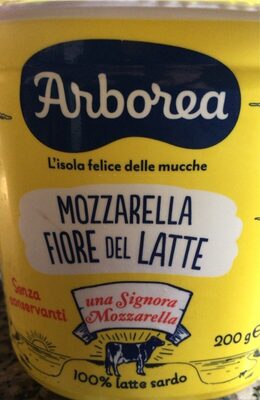 Arborea
L'isola felice delle mucche
MOZZARELLA
FIORE DEL LATTE
Senza
conservanti
una Signora
Mozzarella
200 g e
100% latte sardo